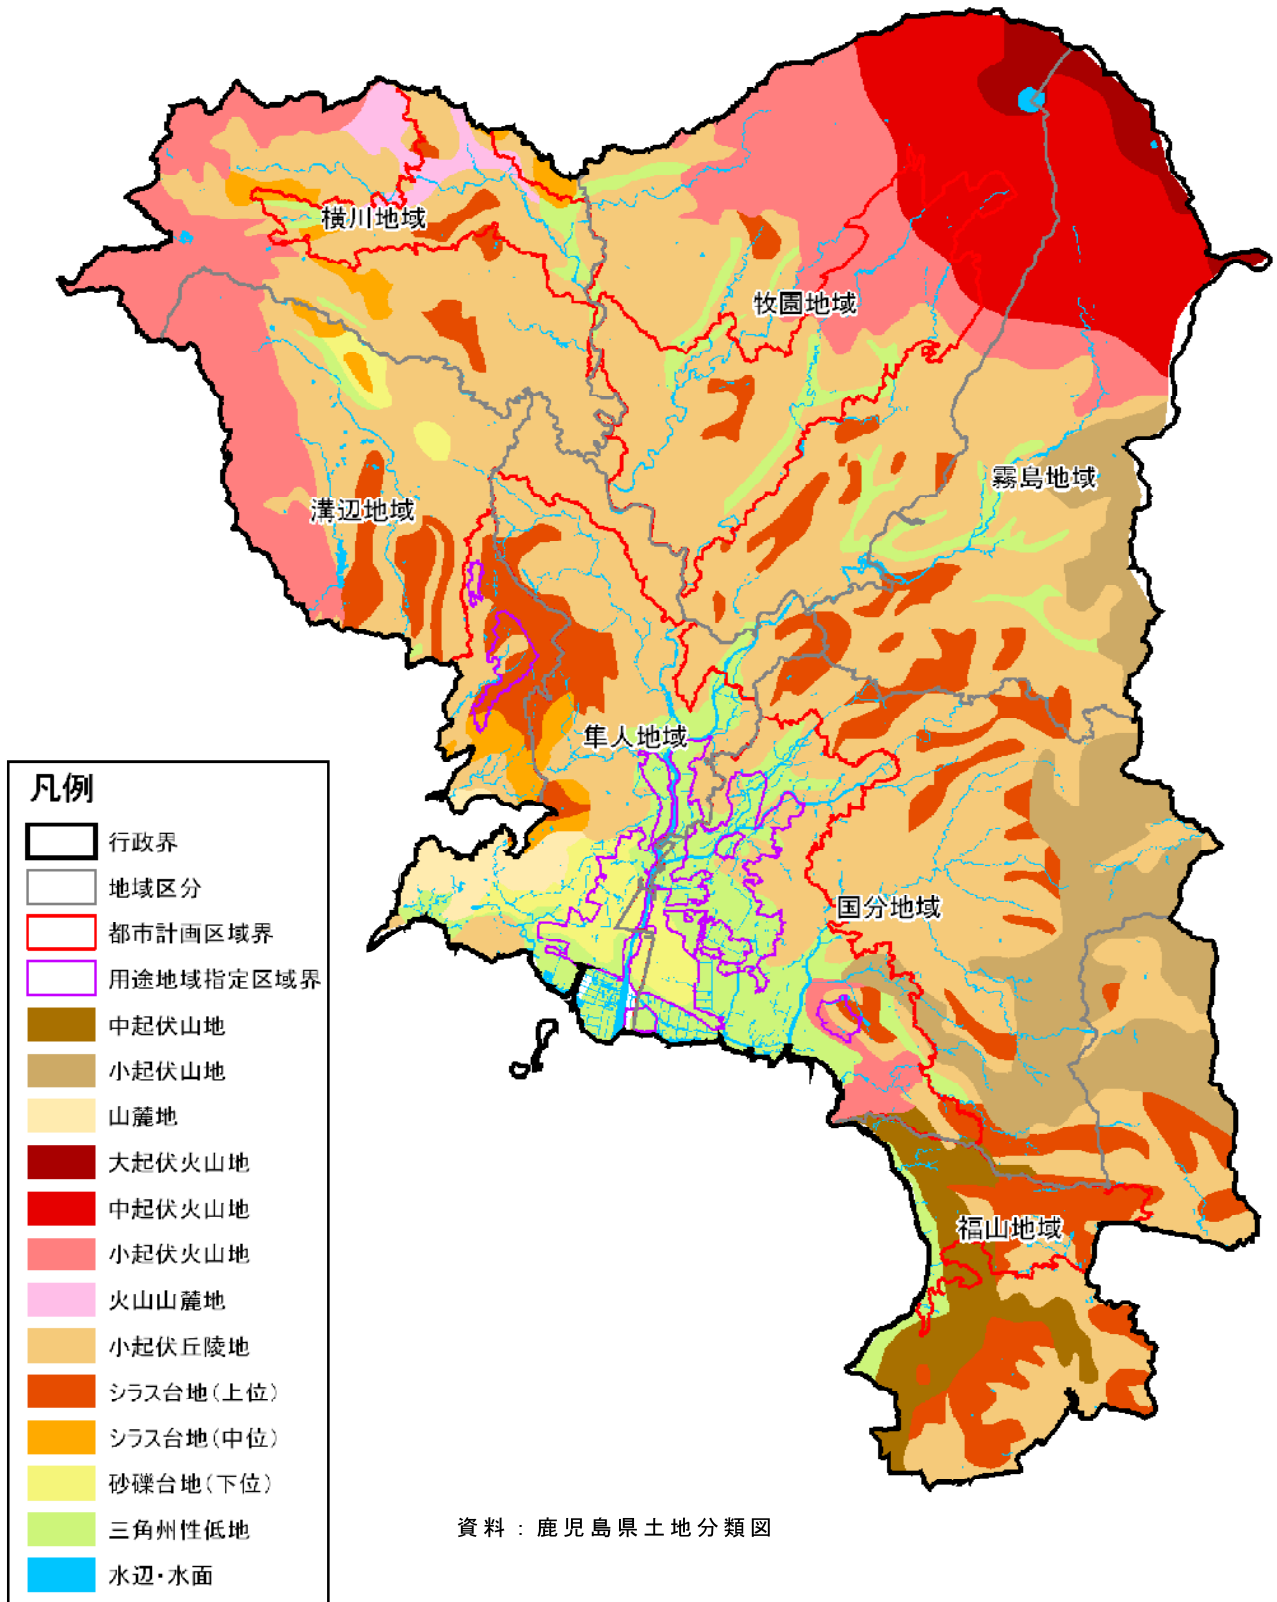 横川地域
牧園地域
霧島地域
溝辺地域
隼人地域
国分地域
福山地域
凡例
行政界
地域区分
都市計画区域界
用途地域指定区域界
中起伏山地
小起伏山地
山麓地
大起伏火山地
中起伏火山地
小起伏火山地
火山山麓地
小起伏丘陵地
シラス台地(上位)
シラス台地(中位)
砂礫台地(下位)
三角州性低地
水辺・水面
資料：鹿児島県土地分類図